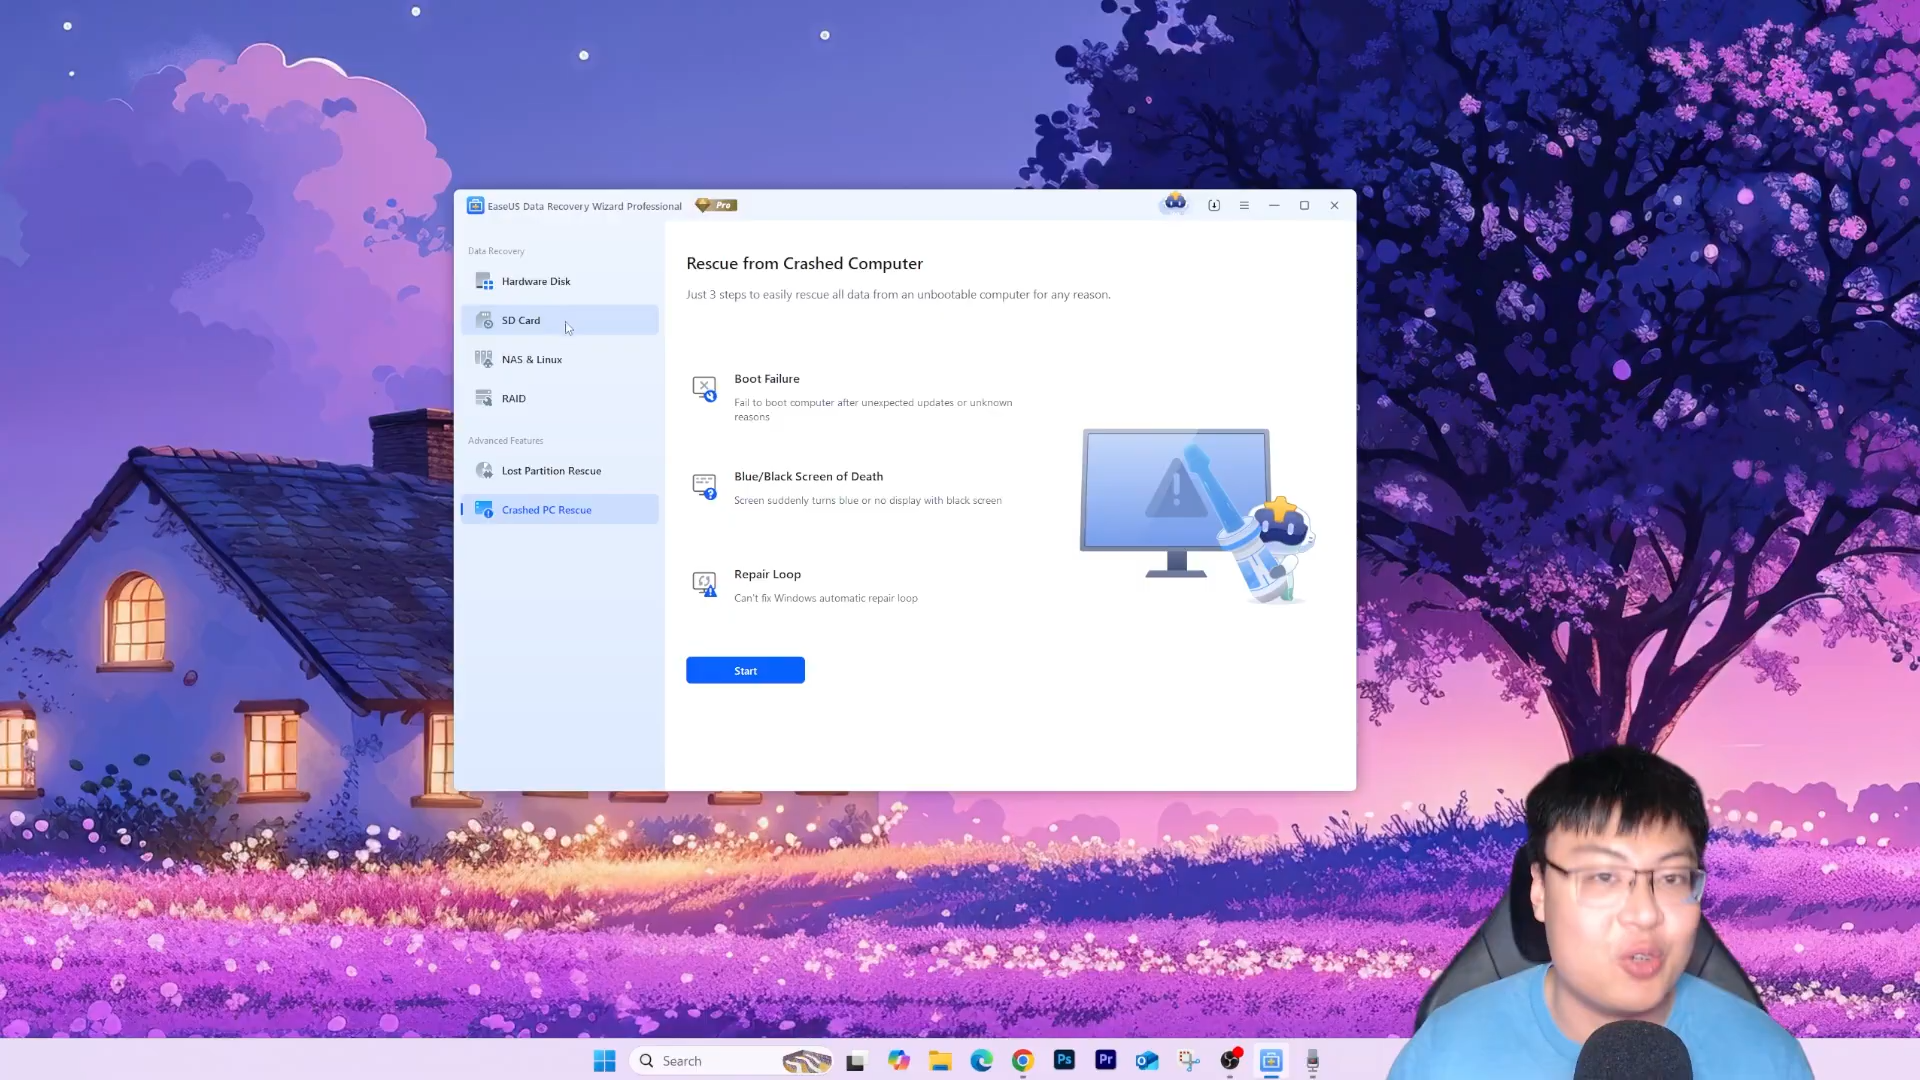 EaseUS Data Recovery Wizard Professional
Pro
Data Recovery
Hardware Disk
SD Card
NAS & Linux
RAID
Advanced Features
Lost Partition Rescue
Crashed PC Rescue
Rescue from Crashed Computer
Just 3 steps to easily rescue all data from an unbootable computer for any reason.
Boot Failure
Fail to boot computer after unexpected updates or unknown
reasons
Blue/Black Screen of Death
Screen suddenly turns blue or no display with black screen
Repair Loop
Can't fix Windows automatic repair loop
Start
Search
Ps
Pr